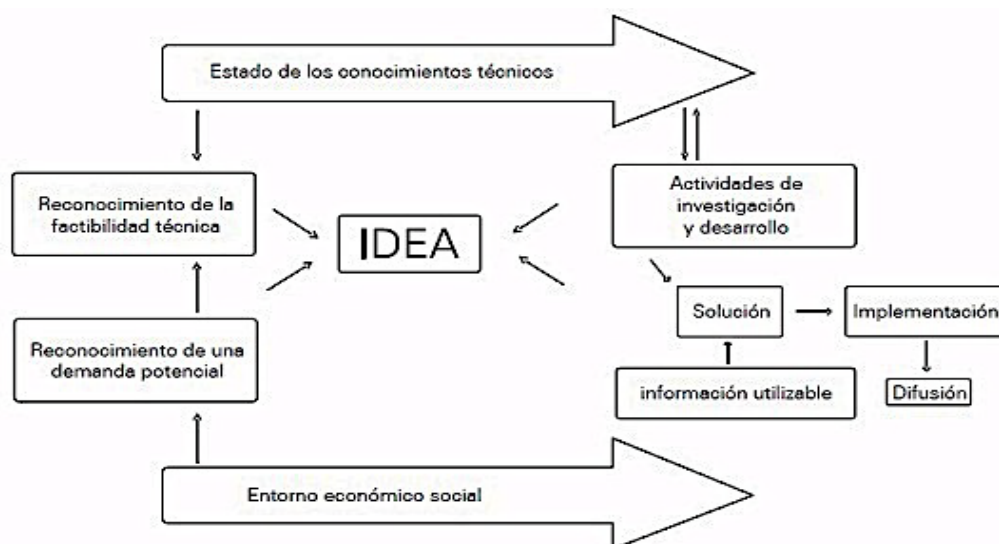 Estado de los conocimientos técnicos
Reconocimiento de la
factibilidad técnica
IDEA
Actividades de
investigación
y desarrollo
Reconocimiento de una
demanda potencial
Solución
Implementación
información utilizable
Difusión
Entorno económico social